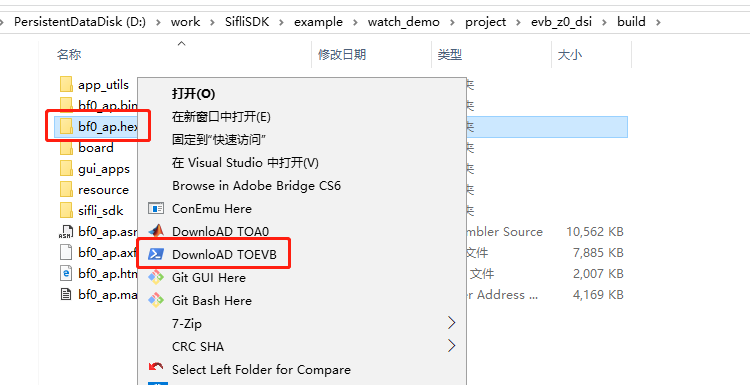 PersistentDataDisk (D:) > work > SifliSDK > example > watch_demo > project > evb_z0_dsi > build >
名称 修改日期 类型 大小
app_utils 夹
bf0_ap.bin 夹
bf0_ap.hex 夹
board 夹
gui_apps 夹
resource 夹
sifli_sdk 夹
bf0_ap.asm mbler Source 10,562 KB
bf0_ap.axf 文件 7,885 KB
bf0_ap.htm 文件 2,007 KB
bf0_ap.ma er Address ... 4,169 KB
打开(O)
在新窗口中打开(E)
固定到"快速访问"
在 Visual Studio 中打开(V)
Browse in Adobe Bridge CS6
ConEmu Here
DownloAD TOA0
DownloAD TOEVB
Git GUI Here
Git Bash Here
7-Zip
CRC SHA
Select Left Folder for Compare